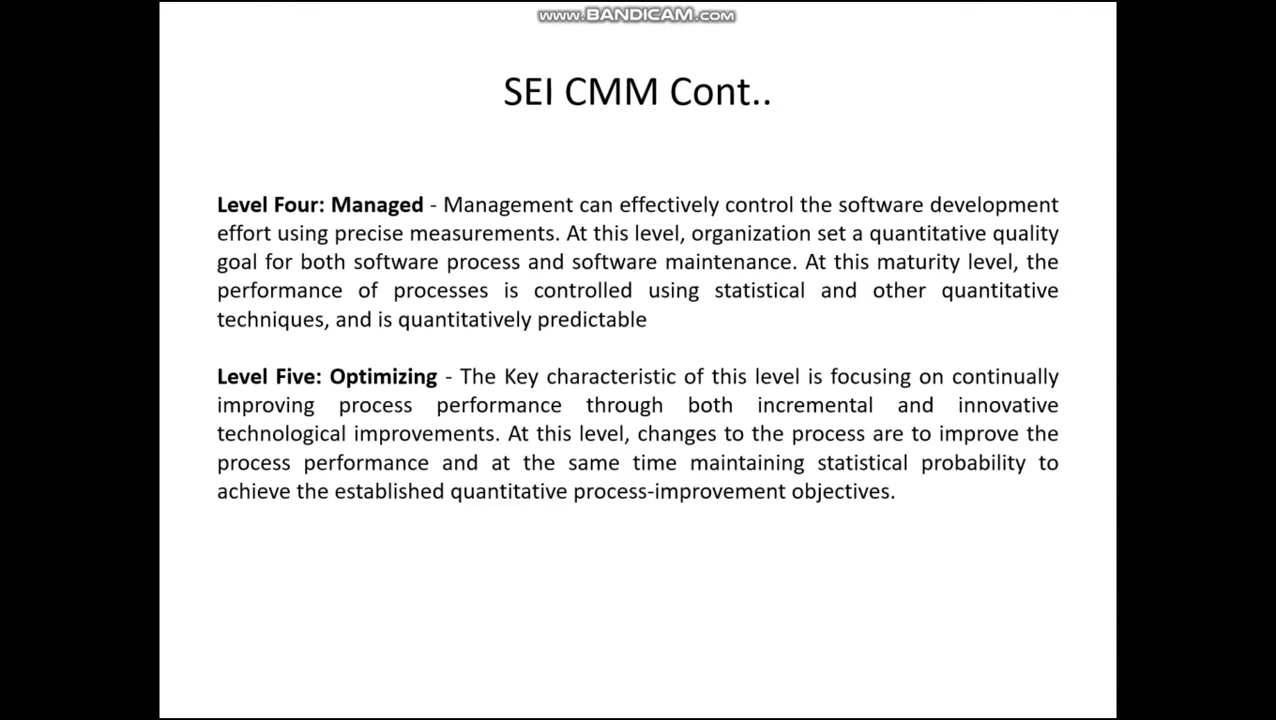 www.BANDICAM.com
SEI CMM Cont..
Level Four: Managed - Management can effectively control the software development
effort using precise measurements. At this level, organization set a quantitative quality
goal for both software process and software maintenance. At this maturity level, the
performance of processes is controlled using statistical and other quantitative
techniques, and is quantitatively predictable
Level Five: Optimizing - The Key characteristic of this level is focusing on continually
improving process performance through both incremental and innovative
technological improvements. At this level, changes to the process are to improve the
process performance and at the same time maintaining statistical probability to
achieve the established quantitative process-improvement objectives.